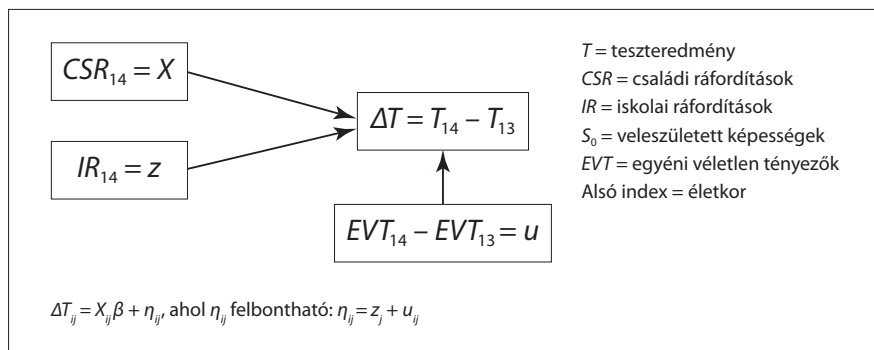 CSR₁₄ = X
IR₁₄ = z
ΔT = T₁₄ – T₁₃
EVT₁₄ – EVT₁₃ = u
T = teszteredmény
CSR = családi ráfordítások
IR = iskolai ráfordítások
S₀ = veleszületett képességek
EVT = egyéni véletlen tényezők
Alsó index = életkor
ΔTᵢⱼ = Xᵢⱼβ + ηᵢⱼ, ahol ηᵢⱼ felbontható: ηᵢⱼ = zⱼ + uᵢⱼ